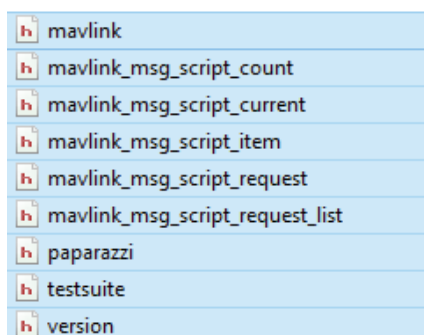 mavlink
mavlink_msg_script_count
mavlink_msg_script_current
mavlink_msg_script_item
mavlink_msg_script_request
mavlink_msg_script_request_list
paparazzi
testsuite
version